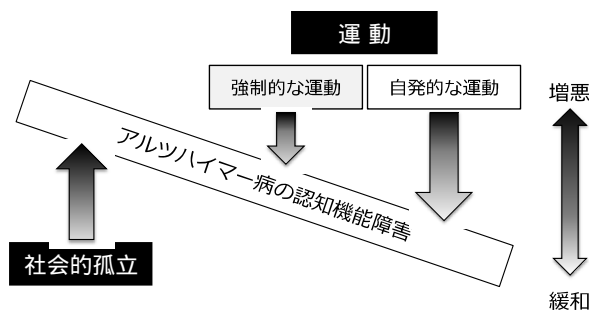 運 動
強制的な運動
自発的な運動
増悪
アルツハイマー病の認知機能障害
社会的孤立
緩和